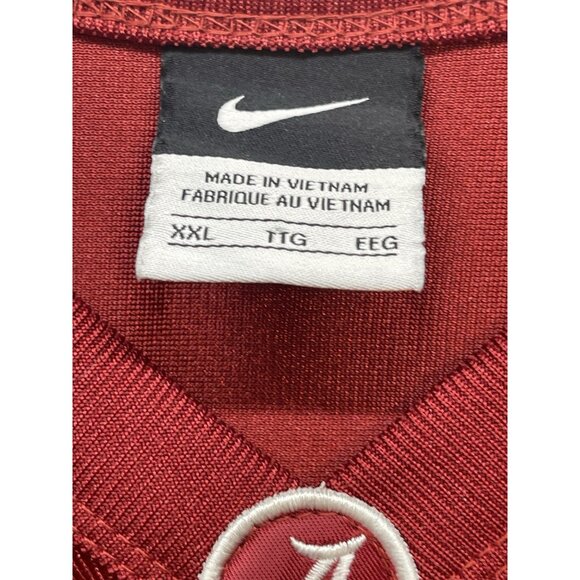 MADE IN VIETNAM
FABRIQUE AU VIETNAM
XXL TTG EEG
A